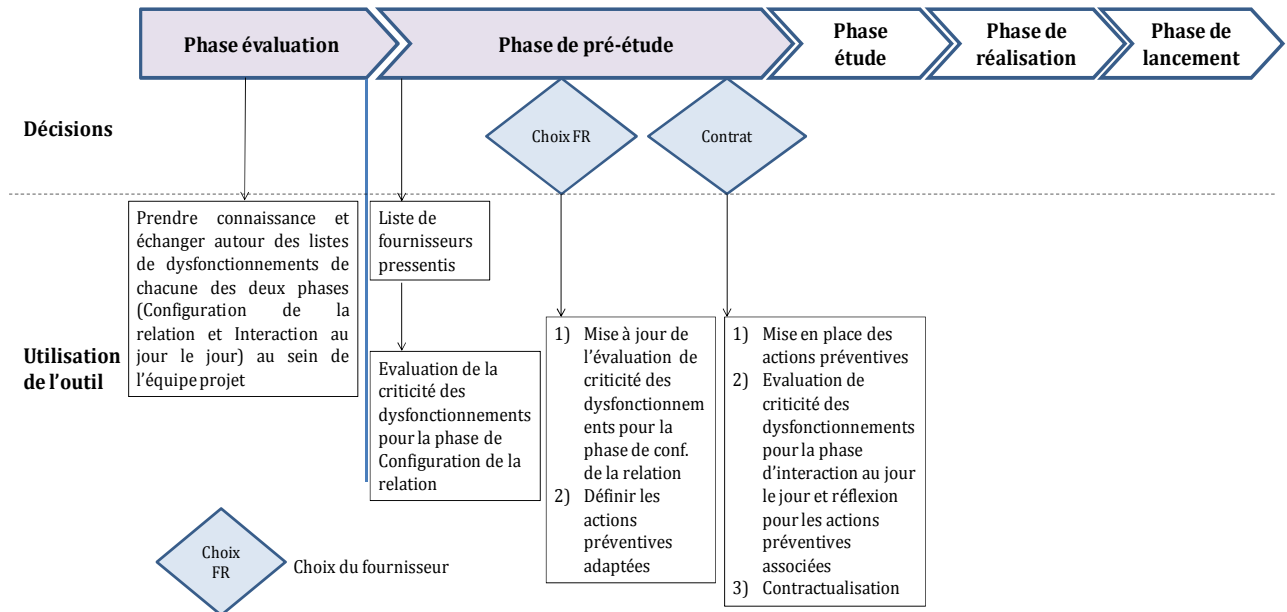 Phase évaluation
Phase de pré-étude
Phase
étude
Phase de
réalisation
Phase de
lancement
Décisions
Choix FR
Contrat
Utilisation
de l'outil
Prendre connaissance et
échanger autour des listes
de dysfonctionnements de
chacune des deux phases
(Configuration de la
relation et Interaction au
jour le jour) au sein de
l'équipe projet
Liste de
fournisseurs
pressentis
Evaluation de la
criticité des
dysfonctionnements
pour la phase de
Configuration de la
relation
1) Mise à jour de
l'évaluation de
criticité des
dysfonctionnem
ents pour la
phase de conf.
de la relation
2) Définir les
actions
préventives
adaptées
1) Mise en place des
actions préventives
2) Evaluation de
criticité des
dysfonctionnements
pour la phase
d'interaction au jour
le jour et réflexion
pour les actions
préventives
associées
3) Contractualisation
Choix
FR
Choix du fournisseur